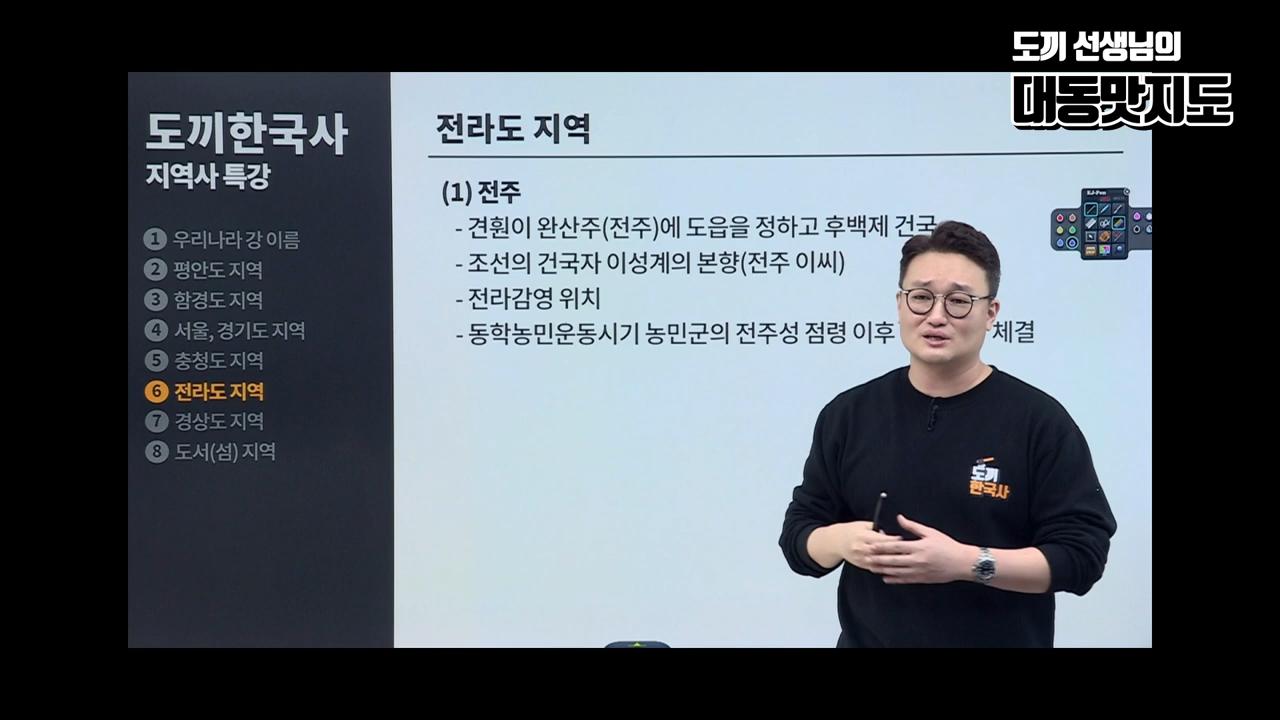 도끼 선생님의
대동맛지도
도끼한국사
지역사 특강
1 우리나라 강 이름
2 평안도 지역
3 함경도 지역
4 서울, 경기도 지역
5 충청도 지역
6 전라도 지역
7 경상도 지역
8 도서(섬) 지역
전라도 지역
(1) 전주
- 견훤이 완산주(전주)에 도읍을 정하고 후백제 건국
- 조선의 건국자 이성계의 본향(전주 이씨)
- 전라감영 위치
- 동학농민운동시기 농민군의 전주성 점령 이후 체결
EJ-Pen
도끼
한국사